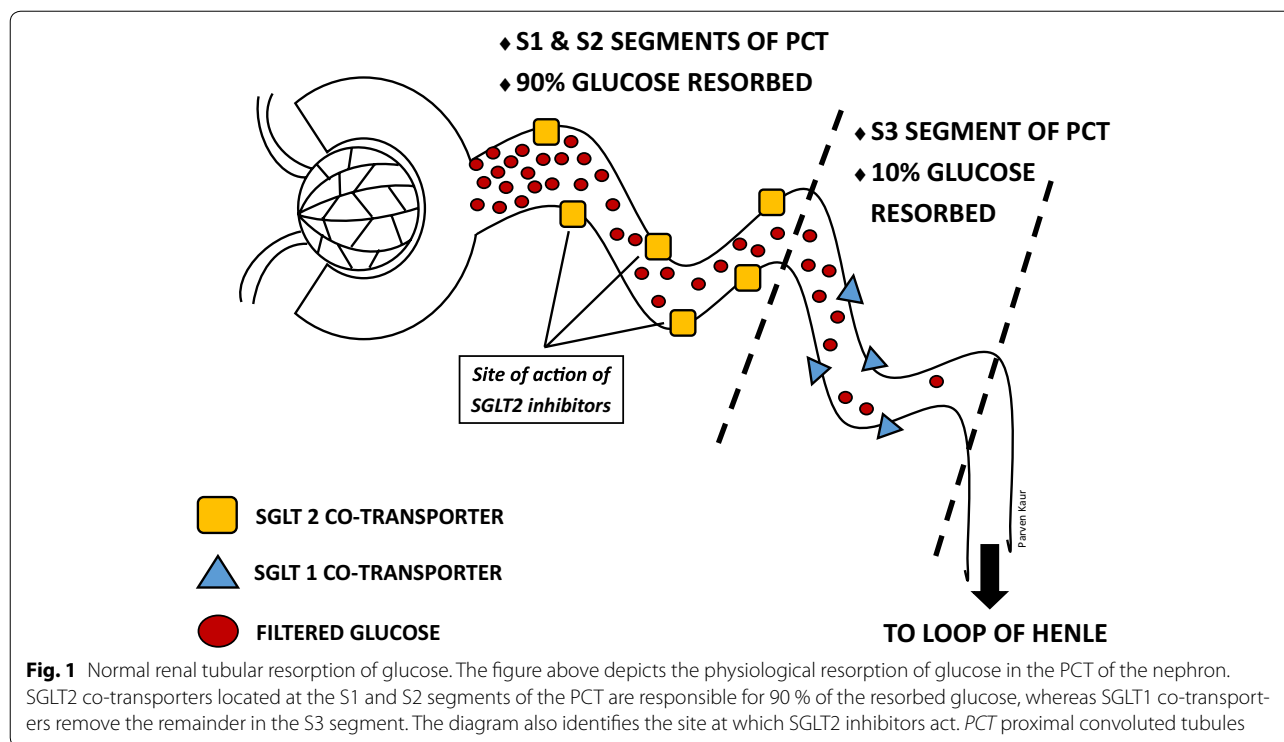 ♦ S1 & S2 SEGMENTS OF PCT
♦ 90% GLUCOSE RESORBED
♦ S3 SEGMENT OF PCT
♦ 10% GLUCOSE
RESORBED
Site of action of
SGLT2 inhibitors
SGLT 2 CO-TRANSPORTER
SGLT 1 CO-TRANSPORTER
FILTERED GLUCOSE
Parven Kaur
TO LOOP OF HENLE
Fig. 1 Normal renal tubular resorption of glucose. The figure above depicts the physiological resorption of glucose in the PCT of the nephron.
SGLT2 co-transporters located at the S1 and S2 segments of the PCT are responsible for 90 % of the resorbed glucose, whereas SGLT1 co-transport-
ers remove the remainder in the S3 segment. The diagram also identifies the site at which SGLT2 inhibitors act. PCT proximal convoluted tubules